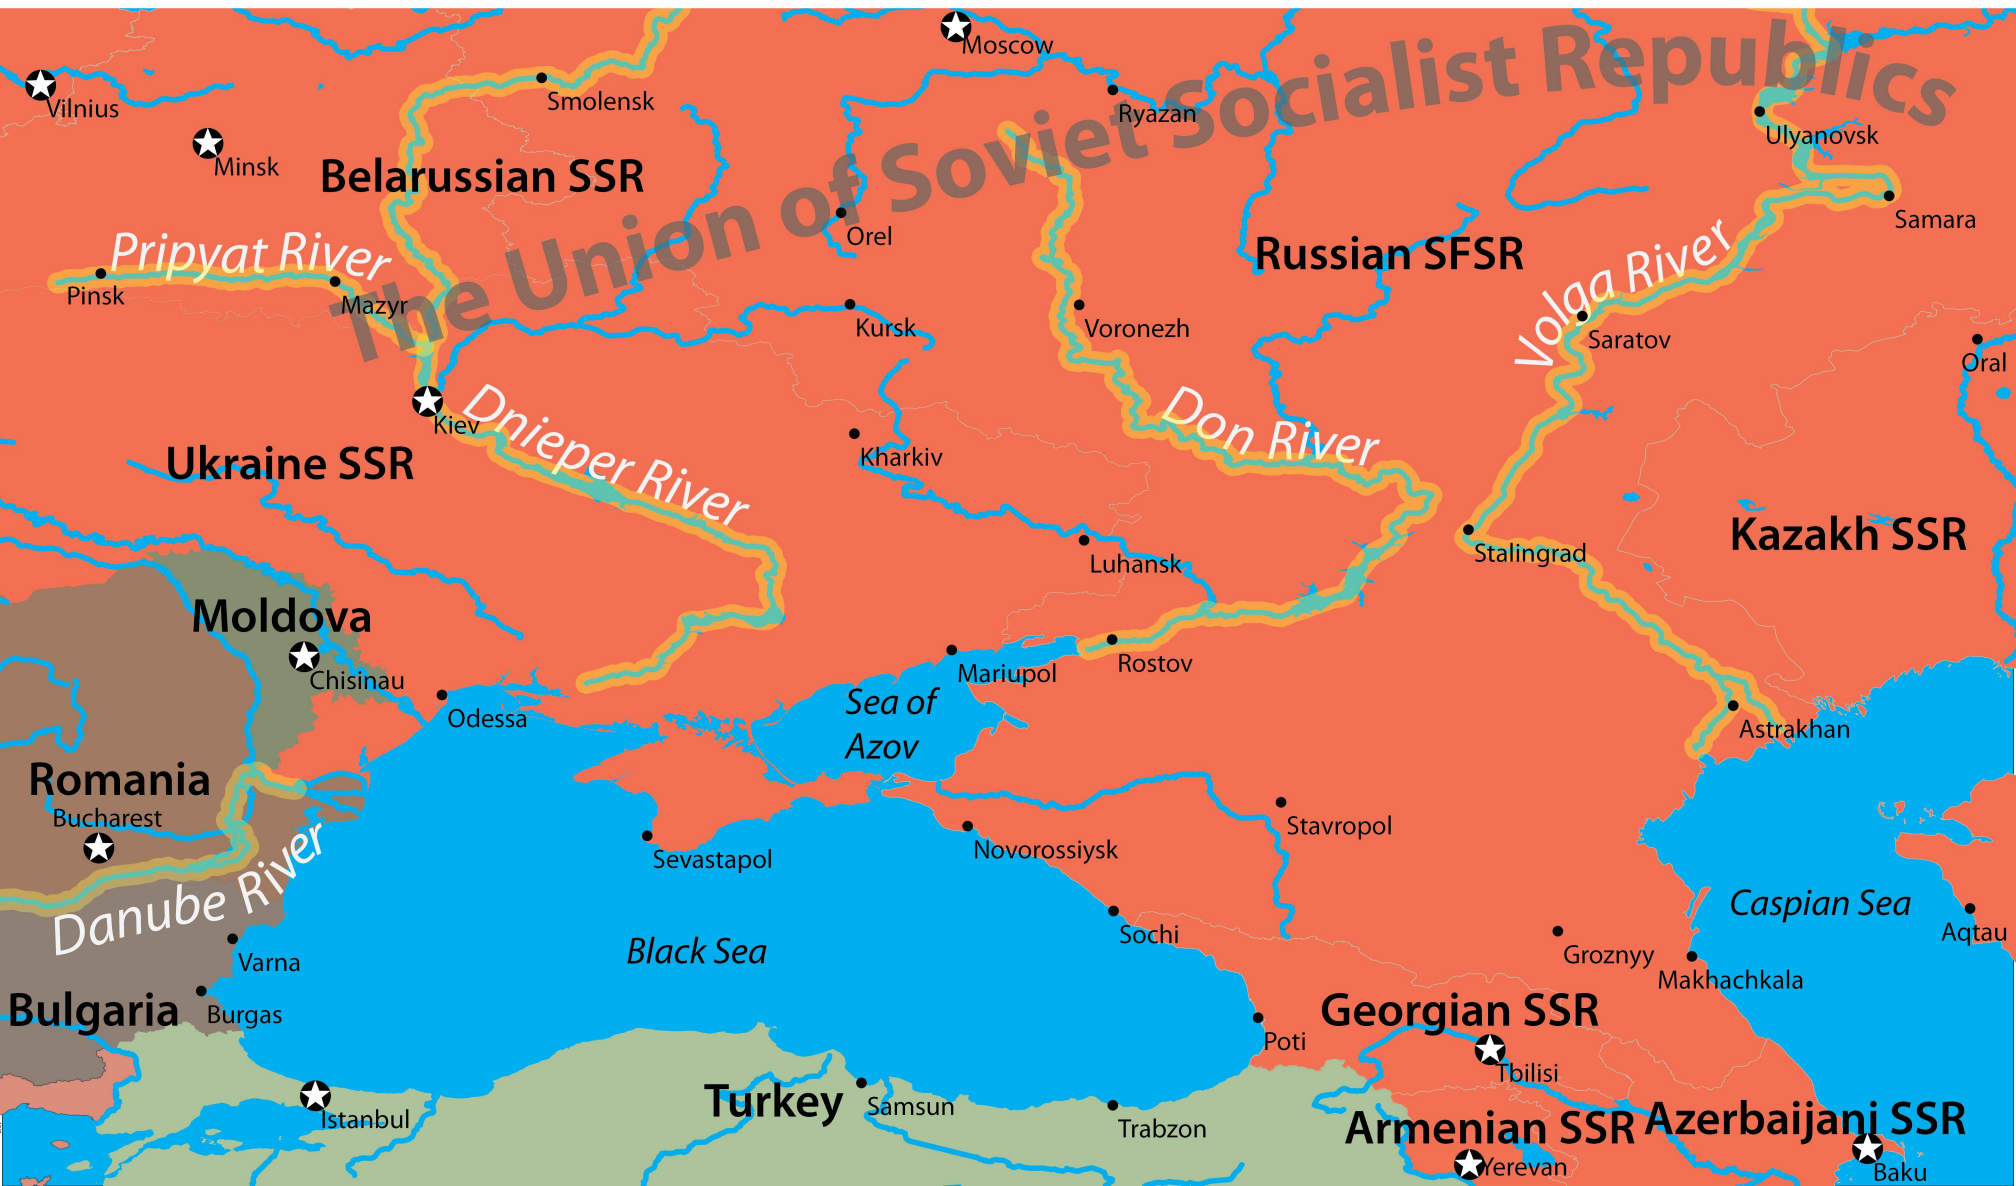 Moscow
Vilnius
Smolensk
Ryazan
The Union of Soviet Socialist Republics
Ulyanovsk
Minsk
Belarussian SSR
Samara
Orel
Pripyat River
Russian SFSR
Volga River
Pinsk
Mazyr
Kursk
Voronezh
Saratov
Oral
Kiev
Dnieper River
Don River
Kharkiv
Ukraine SSR
Luhansk
Stalingrad
Kazakh SSR
Moldova
Chisinau
Odessa
Mariupol
Rostov
Sea of
Azov
Astrakhan
Romania
Bucharest
Danube River
Sevastapol
Novorossiysk
Stavropol
Caspian Sea
Aqtau
Sochi
Black Sea
Groznyy
Makhachkala
Varna
Bulgaria
Burgas
Georgian SSR
Poti
Tbilisi
Turkey
Samsun
Istanbul
Trabzon
Armenian SSR
Azerbaijani SSR
Yerevan
Baku